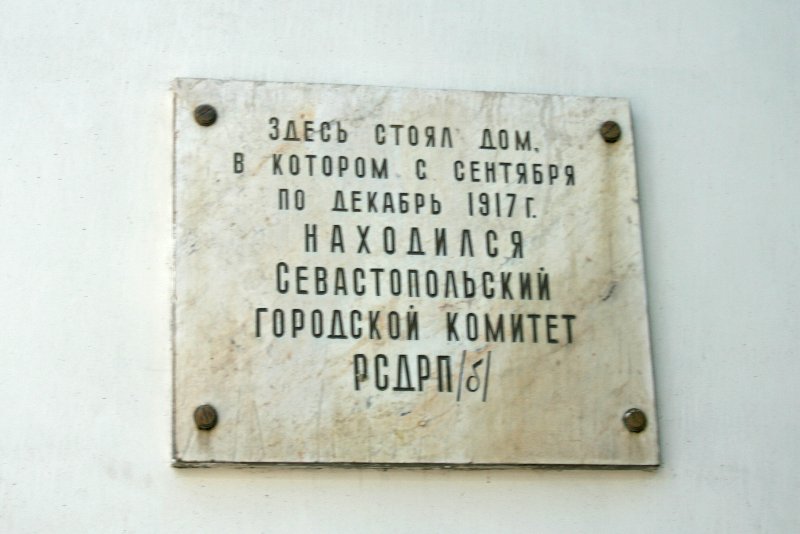 ЗДЕСЬ СТОЯЛ ДОМ,
В КОТОРОМ С СЕНТЯБРЯ
ПО ДЕКАБРЬ 1917 Г.
НАХОДИЛСЯ
СЕВАСТОПОЛЬСКИЙ
ГОРОДСКОЙ КОМИТЕТ
РСДРП/б/